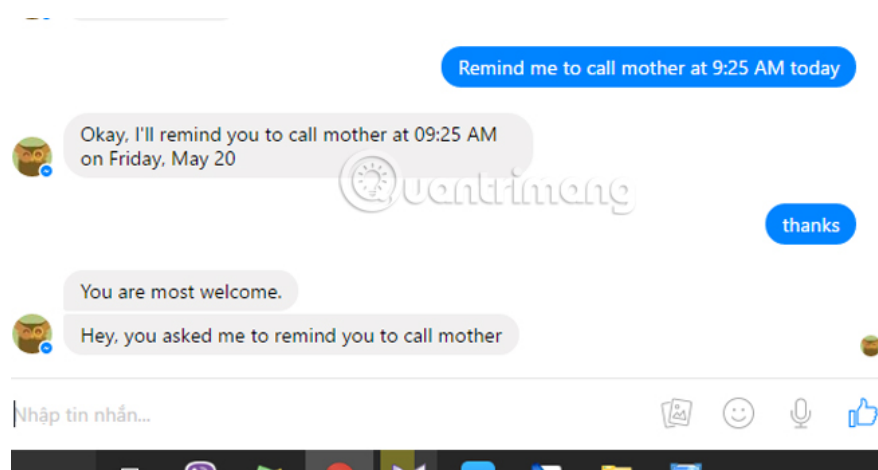 Remind me to call mother at 9:25 AM today
Okay, I'll remind you to call mother at 09:25 AM
on Friday, May 20
Quantrimang
thanks
You are most welcome.
Hey, you asked me to remind you to call mother
Nhập tin nhắn...